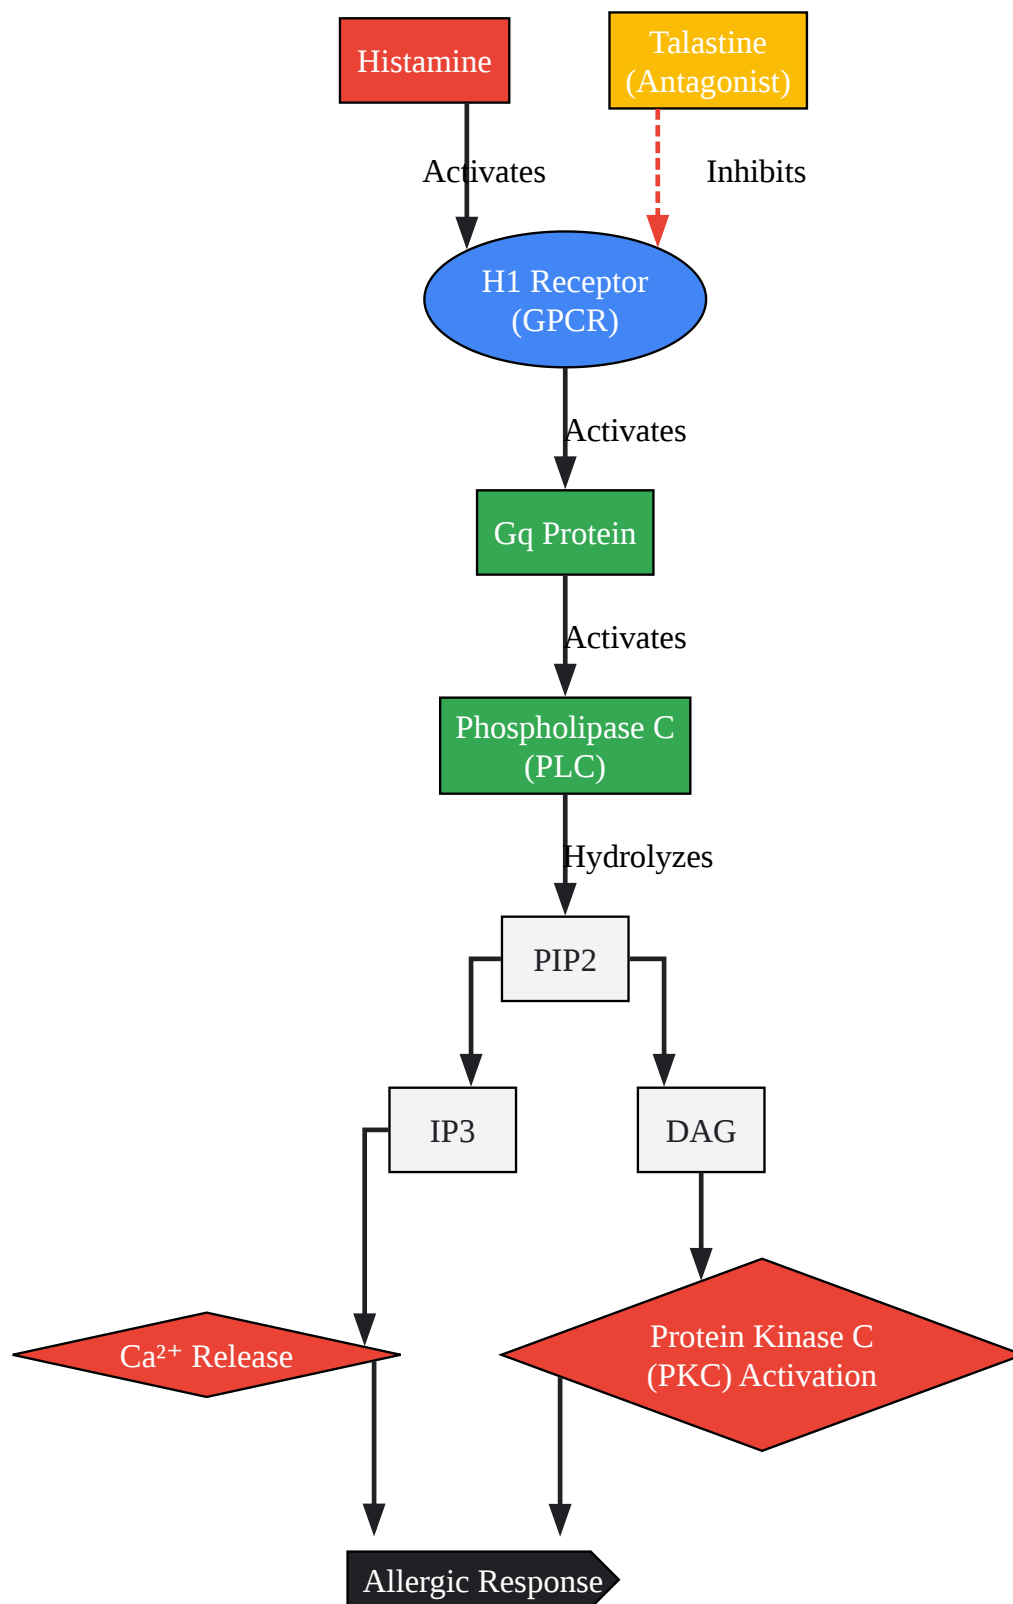 Histamine
Talastine
(Antagonist)
Activates
Inhibits
H1 Receptor
(GPCR)
Activates
Gq Protein
Activates
Phospholipase C
(PLC)
Hydrolyzes
PIP2
IP3
DAG
Ca²⁺ Release
Protein Kinase C
(PKC) Activation
Allergic Response